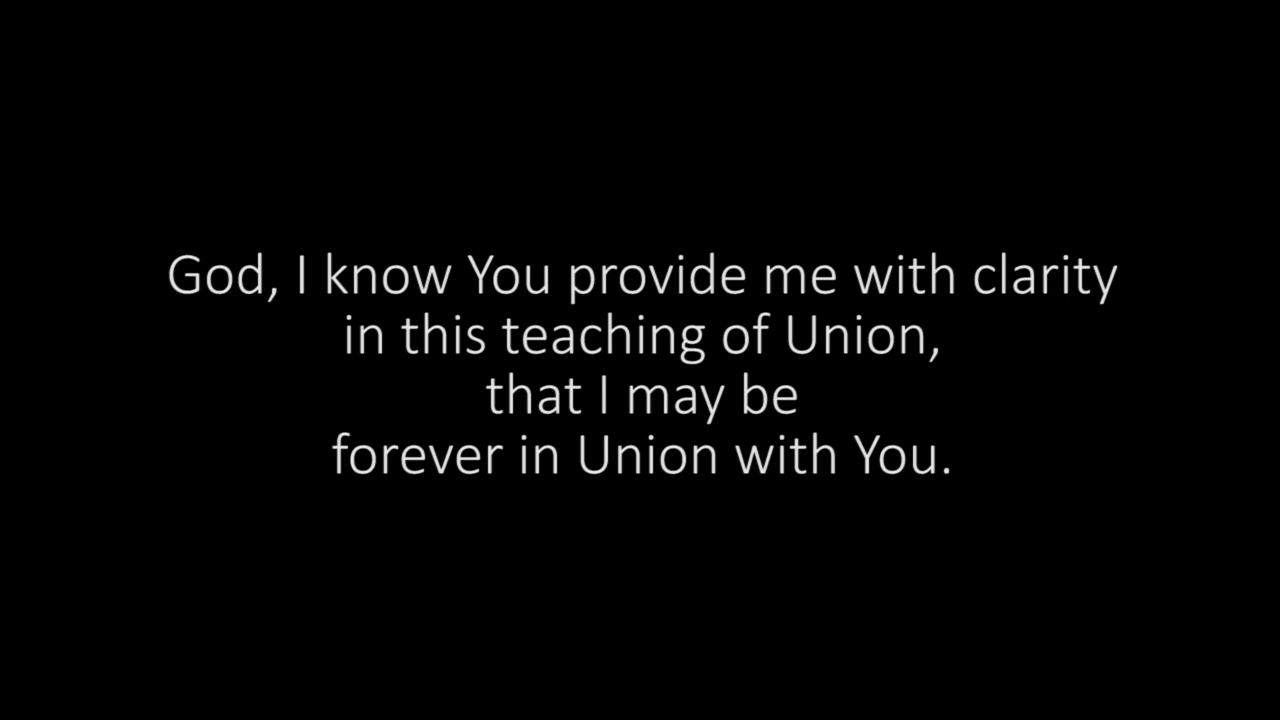 God, I know You provide me with clarity
in this teaching of Union,
that I may be
forever in Union with You.